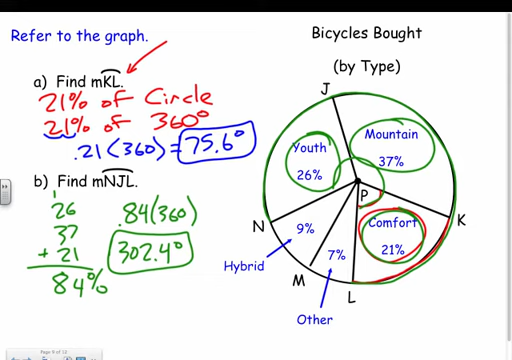 Refer to the graph.
a) Find mKL.
21% of Circle
21% of 360°
.21(360) = 75.6°
b) Find mNJL.
1
26
37
+ 21
84%
.84(360)
302.4°
Bicycles Bought
(by Type)
J
Mountain
37%
Youth
26%
P
K
N
Comfort
21%
9%
7%
Hybrid
M
L
Other